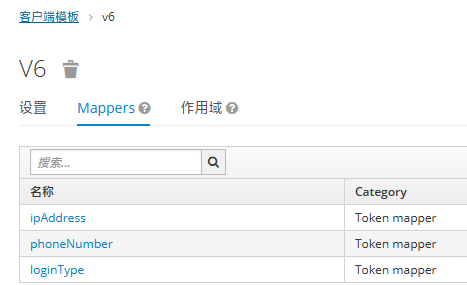 客户端模板 › v6
V6
设置 Mappers 作用域
搜索...
名称 Category
ipAddress Token mapper
phoneNumber Token mapper
loginType Token mapper